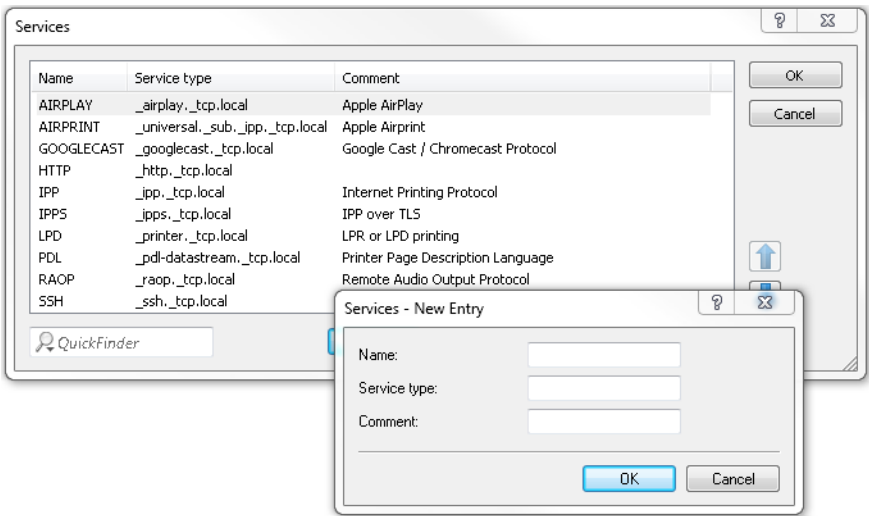 Services
Name Service type Comment
AIRPLAY _airplay._tcp.local Apple AirPlay
AIRPRINT _universal._sub._ipp._tcp.local Apple Airprint
GOOGLECAST _googlecast._tcp.local Google Cast / Chromecast Protocol
HTTP _http._tcp.local
IPP _ipp._tcp.local Internet Printing Protocol
IPPS _ipps._tcp.local IPP over TLS
LPD _printer._tcp.local LPR or LPD printing
PDL _pdl-datastream._tcp.local Printer Page Description Language
RAOP _raop._tcp.local Remote Audio Output Protocol
SSH _ssh._tcp.local
OK
Cancel
QuickFinder
Services - New Entry
Name:
Service type:
Comment:
OK Cancel